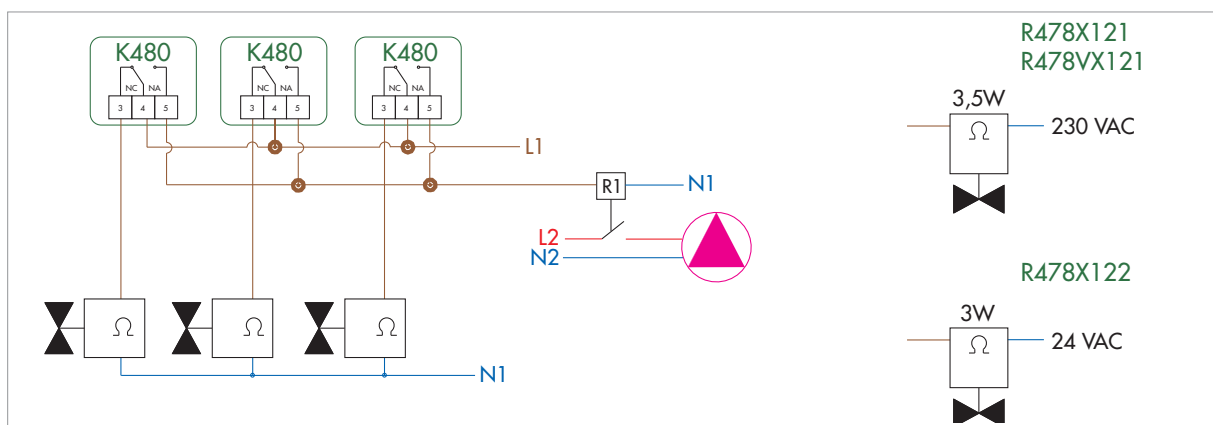 K480 K480 K480
NC NA NC NA NC NA
3 4 5 3 4 5 3 4 5
L1
R1 N1
L2
N2
Ω Ω Ω
N1
R478X121
R478VX121
3,5W
Ω 230 VAC
R478X122
3W
Ω 24 VAC